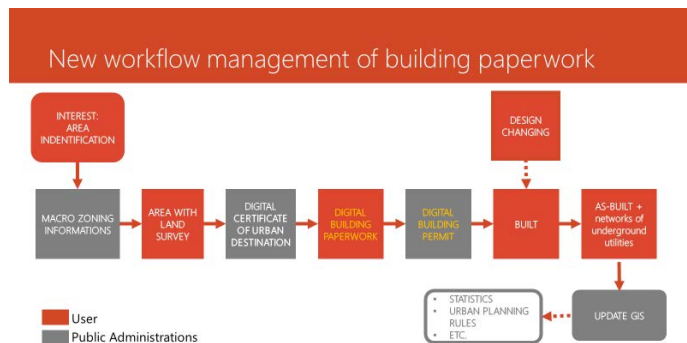 New workflow management of building paperwork
INTEREST:
AREA
INDENTIFICATION
DESIGN
CHANGING
MACRO ZONING
INFORMATIONS
AREA WITH
LAND
SURVEY
DIGITAL
CERTIFICATE
OF URBAN
DESTINATION
DIGITAL
BUILDING
PAPERWORK
DIGITAL
BUILDING
PERMIT
BUILT
AS-BUILT +
networks of
underground
utilities
• STATISTICS
• URBAN PLANNING
RULES
• ETC.
UPDATE GIS
User
Public Administrations